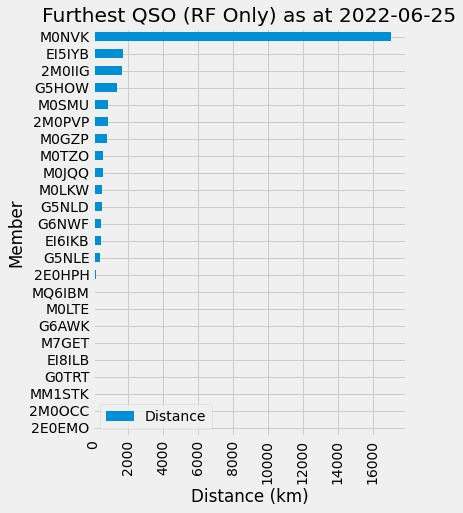 Furthest QSO (RF Only) as at 2022-06-25
Member
M0NVK
EI5IYB
2M0IIG
G5HOW
M0SMU
2M0PVP
M0GZP
M0TZO
M0JQQ
M0LKW
G5NLD
G6NWF
EI6IKB
G5NLE
2E0HPH
MQ6IBM
M0LTE
G6AWK
M7GET
EI8ILB
G0TRT
MM1STK
2M0OCC
2E0EMO
Distance
0
2000
4000
6000
8000
10000
12000
14000
16000
Distance (km)